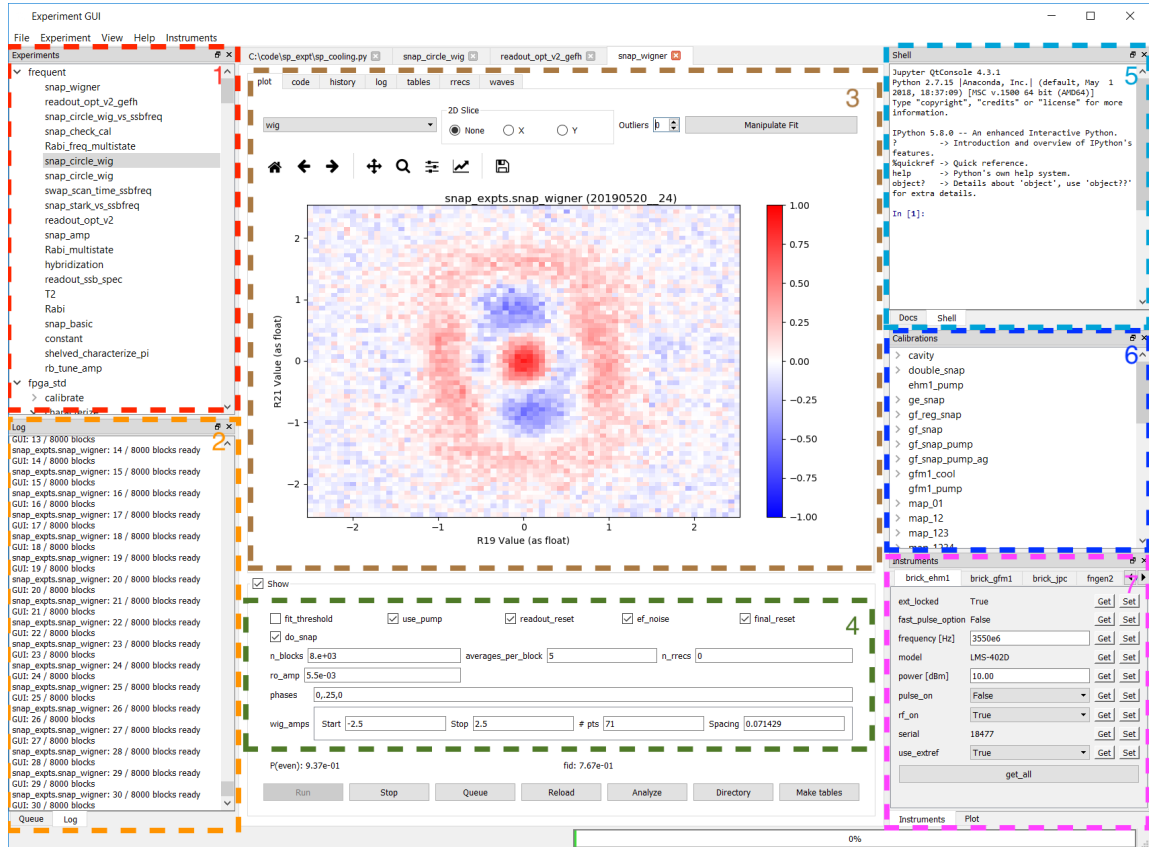 Experiment GUI
File Experiment View Help Instruments
Experiments
1
frequent
snap_wigner
readout_opt_v2_gefh
snap_circle_wig_vs_ssbfreq
snap_check_cal
Rabi_freq_multistate
snap_circle_wig
snap_circle_wig
swap_scan_time_ssbfreq
snap_stark_vs_ssbfreq
readout_opt_v2
snap_amp
Rabi_multistate
hybridization
readout_ssb_spec
T2
Rabi
snap_basic
constant
shelved_characterize_pi
rb_tune_amp
fpga_std
calibrate
characterize
Log
2
GUI: 13 / 8000 blocks
snap_expts.snap_wigner: 14 / 8000 blocks ready
GUI: 14 / 8000 blocks
snap_expts.snap_wigner: 15 / 8000 blocks ready
GUI: 15 / 8000 blocks
snap_expts.snap_wigner: 16 / 8000 blocks ready
GUI: 16 / 8000 blocks
snap_expts.snap_wigner: 17 / 8000 blocks ready
GUI: 17 / 8000 blocks
snap_expts.snap_wigner: 18 / 8000 blocks ready
GUI: 18 / 8000 blocks
snap_expts.snap_wigner: 19 / 8000 blocks ready
GUI: 19 / 8000 blocks
snap_expts.snap_wigner: 20 / 8000 blocks ready
GUI: 20 / 8000 blocks
snap_expts.snap_wigner: 21 / 8000 blocks ready
GUI: 21 / 8000 blocks
snap_expts.snap_wigner: 22 / 8000 blocks ready
GUI: 22 / 8000 blocks
snap_expts.snap_wigner: 23 / 8000 blocks ready
GUI: 23 / 8000 blocks
snap_expts.snap_wigner: 24 / 8000 blocks ready
GUI: 24 / 8000 blocks
snap_expts.snap_wigner: 25 / 8000 blocks ready
GUI: 25 / 8000 blocks
snap_expts.snap_wigner: 26 / 8000 blocks ready
GUI: 26 / 8000 blocks
snap_expts.snap_wigner: 27 / 8000 blocks ready
GUI: 27 / 8000 blocks
snap_expts.snap_wigner: 28 / 8000 blocks ready
GUI: 28 / 8000 blocks
snap_expts.snap_wigner: 29 / 8000 blocks ready
GUI: 29 / 8000 blocks
snap_expts.snap_wigner: 30 / 8000 blocks ready
GUI: 30 / 8000 blocks
Queue Log
C:\code\sp_expt\sp_cooling.py snap_circle_wig readout_opt_v2_gefh snap_wigner
plot code history log tables rrecs waves
3
2D Slice
wig None X Y Outliers 0 Manipulate Fit
snap_expts.snap_wigner (20190520__24)
2
1
0
−1
−2
R21 Value (as float)
−2 −1 0 1 2
R19 Value (as float)
1.00
0.75
0.50
0.25
0.00
−0.25
−0.50
−0.75
−1.00
Show
4
fit_threshold use_pump readout_reset ef_noise final_reset
do_snap
n_blocks 8.e+03 averages_per_block 5 n_rrecs 0
ro_amp 5.5e-03
phases 0,.25,0
wig_amps Start -2.5 Stop 2.5 # pts 71 Spacing 0.071429
P(even): 9.37e-01 fid: 7.67e-01
Run Stop Queue Reload Analyze Directory Make tables
0%
Shell
5
Jupyter QtConsole 4.3.1
Python 2.7.15 |Anaconda, Inc.| (default, May 1
2018, 18:37:09) [MSC v.1500 64 bit (AMD64)]
Type "copyright", "credits" or "license" for more
information.
IPython 5.8.0 -- An enhanced Interactive Python.
? -> Introduction and overview of IPython's
features.
%quickref -> Quick reference.
help -> Python's own help system.
object? -> Details about 'object', use 'object??'
for extra details.
In [1]:
Docs Shell
Calibrations
6
cavity
double_snap
ehm1_pump
ge_snap
gf_reg_snap
gf_snap
gf_snap_pump
gf_snap_pump_ag
gfm1_cool
gfm1_pump
map_01
map_12
map_123
map_1234
Instruments
7
brick_ehm1 brick_gfm1 brick_jpc fngen2
ext_locked True Get Set
fast_pulse_option False Get Set
frequency [Hz] 3550e6 Get Set
model LMS-402D Get Set
power [dBm] 10.00 Get Set
pulse_on False Get Set
rf_on True Get Set
serial 18477 Get Set
use_extref True Get Set
get_all
Instruments Plot